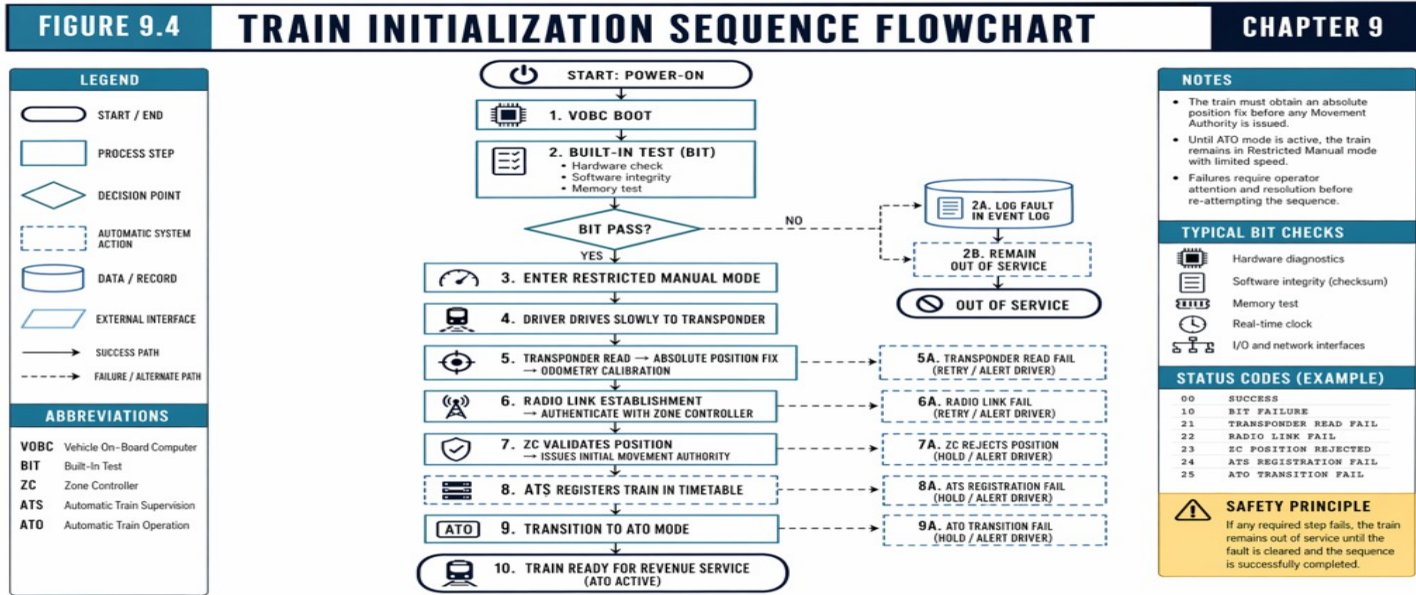 FIGURE 9.4
TRAIN INITIALIZATION SEQUENCE FLOWCHART
CHAPTER 9
LEGEND
START / END
PROCESS STEP
DECISION POINT
AUTOMATIC SYSTEM
ACTION
DATA / RECORD
EXTERNAL INTERFACE
SUCCESS PATH
FAILURE / ALTERNATE PATH
ABBREVIATIONS
VOBC Vehicle On-Board Computer
BIT Built-In Test
ZC Zone Controller
ATS Automatic Train Supervision
ATO Automatic Train Operation
START: POWER-ON
1. VOBC BOOT
2. BUILT-IN TEST (BIT)
• Hardware check
• Software integrity
• Memory test
BIT PASS?
NO
YES
2A. LOG FAULT
IN EVENT LOG
2B. REMAIN
OUT OF SERVICE
OUT OF SERVICE
3. ENTER RESTRICTED MANUAL MODE
4. DRIVER DRIVES SLOWLY TO TRANSPONDER
5. TRANSPONDER READ → ABSOLUTE POSITION FIX
→ ODOMETRY CALIBRATION
5A. TRANSPONDER READ FAIL
(RETRY / ALERT DRIVER)
6. RADIO LINK ESTABLISHMENT
→ AUTHENTICATE WITH ZONE CONTROLLER
6A. RADIO LINK FAIL
(RETRY / ALERT DRIVER)
7. ZC VALIDATES POSITION
→ ISSUES INITIAL MOVEMENT AUTHORITY
7A. ZC REJECTS POSITION
(HOLD / ALERT DRIVER)
8. ATS REGISTERS TRAIN IN TIMETABLE
8A. ATS REGISTRATION FAIL
(HOLD / ALERT DRIVER)
ATO
9. TRANSITION TO ATO MODE
9A. ATO TRANSITION FAIL
(HOLD / ALERT DRIVER)
10. TRAIN READY FOR REVENUE SERVICE
(ATO ACTIVE)
NOTES
• The train must obtain an absolute
position fix before any Movement
Authority is issued.
• Until ATO mode is active, the train
remains in Restricted Manual mode
with limited speed.
• Failures require operator
attention and resolution before
re-attempting the sequence.
TYPICAL BIT CHECKS
Hardware diagnostics
Software integrity (checksum)
Memory test
Real-time clock
I/O and network interfaces
STATUS CODES (EXAMPLE)
00 SUCCESS
10 BIT FAILURE
21 TRANSPONDER READ FAIL
22 RADIO LINK FAIL
23 ZC POSITION REJECTED
24 ATS REGISTRATION FAIL
25 ATO TRANSITION FAIL
SAFETY PRINCIPLE
If any required step fails, the train
remains out of service until the
fault is cleared and the sequence
is successfully completed.